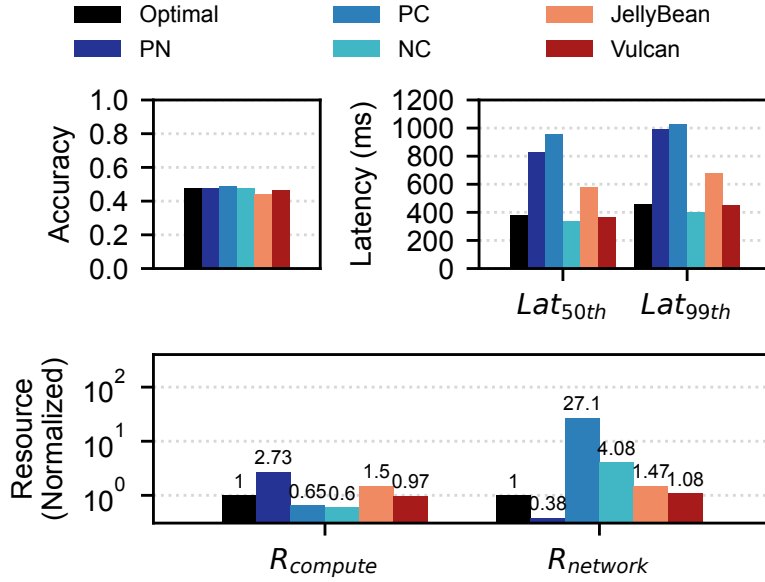 Optimal PC JellyBean
PN NC Vulcan
Accuracy
1.0
0.8
0.6
0.4
0.2
0.0
Latency (ms)
1200
1000
800
600
400
200
0
Lat50th Lat99th
Resource
(Normalized)
10²
10¹
10⁰
1 2.73 0.65 0.6 1.5 0.97
1 0.38 27.1 4.08 1.47 1.08
Rcompute Rnetwork